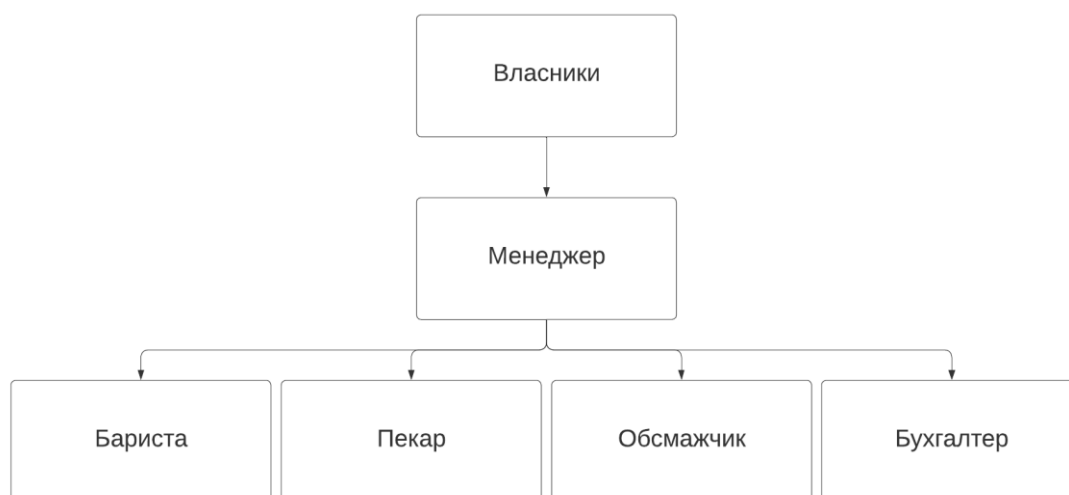 Власники
Менеджер
Бариста
Пекар
Обсмажчик
Бухгалтер